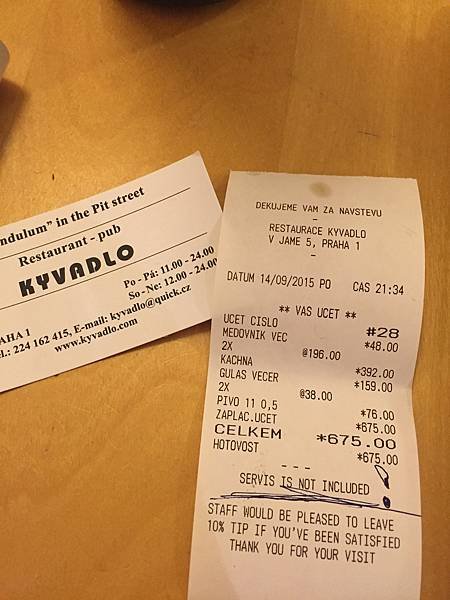 ndulum" in the Pit street
Restaurant - pub
KYVADLO
Po - Pá: 11.00 - 24.00
So - Ne: 12.00 - 24.00
AHA 1
l.: 224 162 415, E-mail: kyvadlo@quick.cz
www.kyvadlo.com
DEKUJEME VAM ZA NAVSTEVU
-
RESTAURACE KYVADLO
V JAME 5, PRAHA 1
-
DATUM 14/09/2015 PO CAS 21:34
** VAS UCET **
UCET CISLO #28
MEDOVNIK VEC *48.00
2X @196.00
KACHNA *392.00
GULAS VECER *159.00
2X @38.00
PIVO 11 0,5 *76.00
ZAPLAC.UCET *675.00
CELKEM *675.00
HOTOVOST *675.00
- - -
SERVIS IS NOT INCLUDED !
STAFF WOULD BE PLEASED TO LEAVE
10% TIP IF YOU'VE BEEN SATISFIED
THANK YOU FOR YOUR VISIT